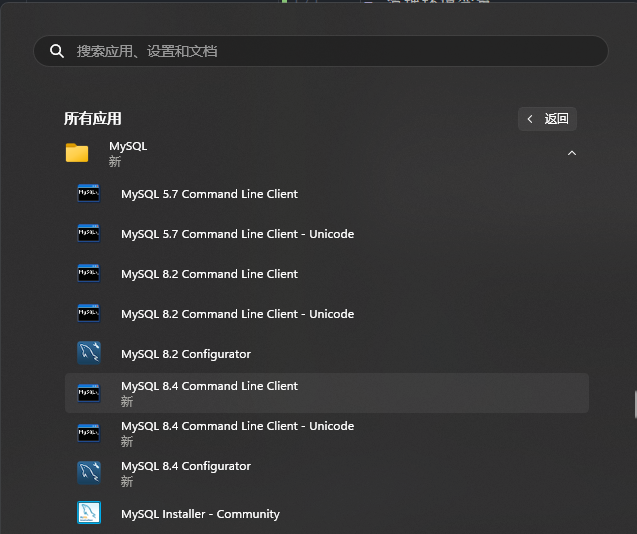 搜索应用、设置和文档
所有应用
返回
MySQL
新
MySQL 5.7 Command Line Client
MySQL 5.7 Command Line Client - Unicode
MySQL 8.2 Command Line Client
MySQL 8.2 Command Line Client - Unicode
MySQL 8.2 Configurator
MySQL 8.4 Command Line Client
新
MySQL 8.4 Command Line Client - Unicode
新
MySQL 8.4 Configurator
新
MySQL Installer - Community